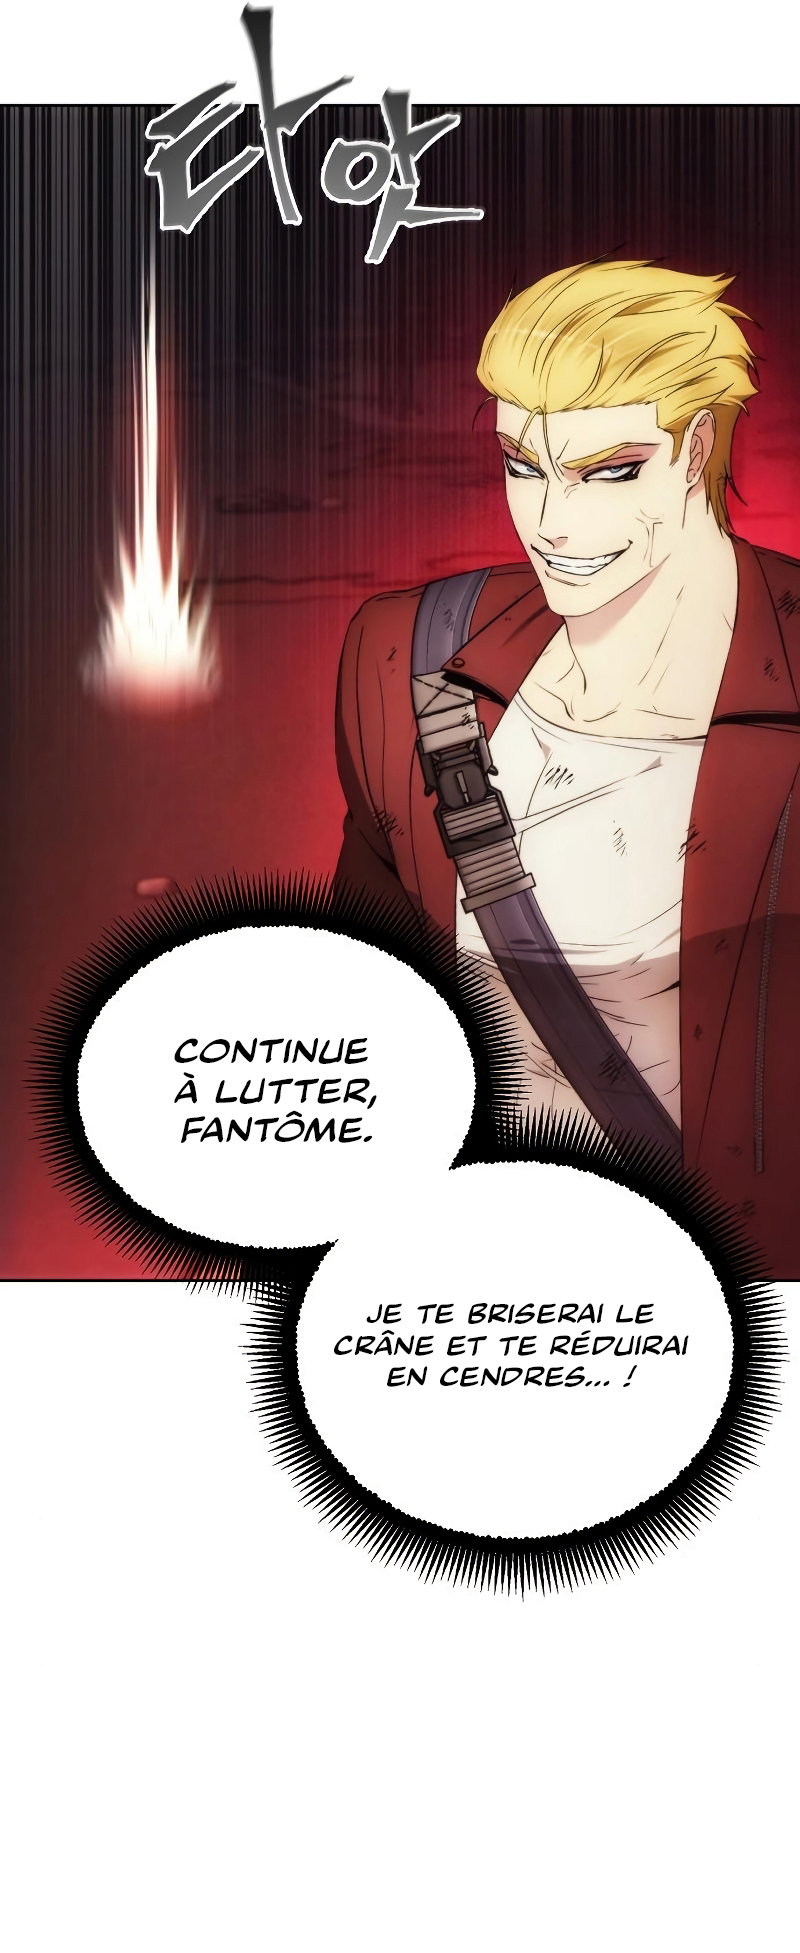 타앗
CONTINUE
À LUTTER,
FANTÔME.
JE TE BRISERAI LE
CRÂNE ET TE RÉDUIRAI
EN CENDRES... !